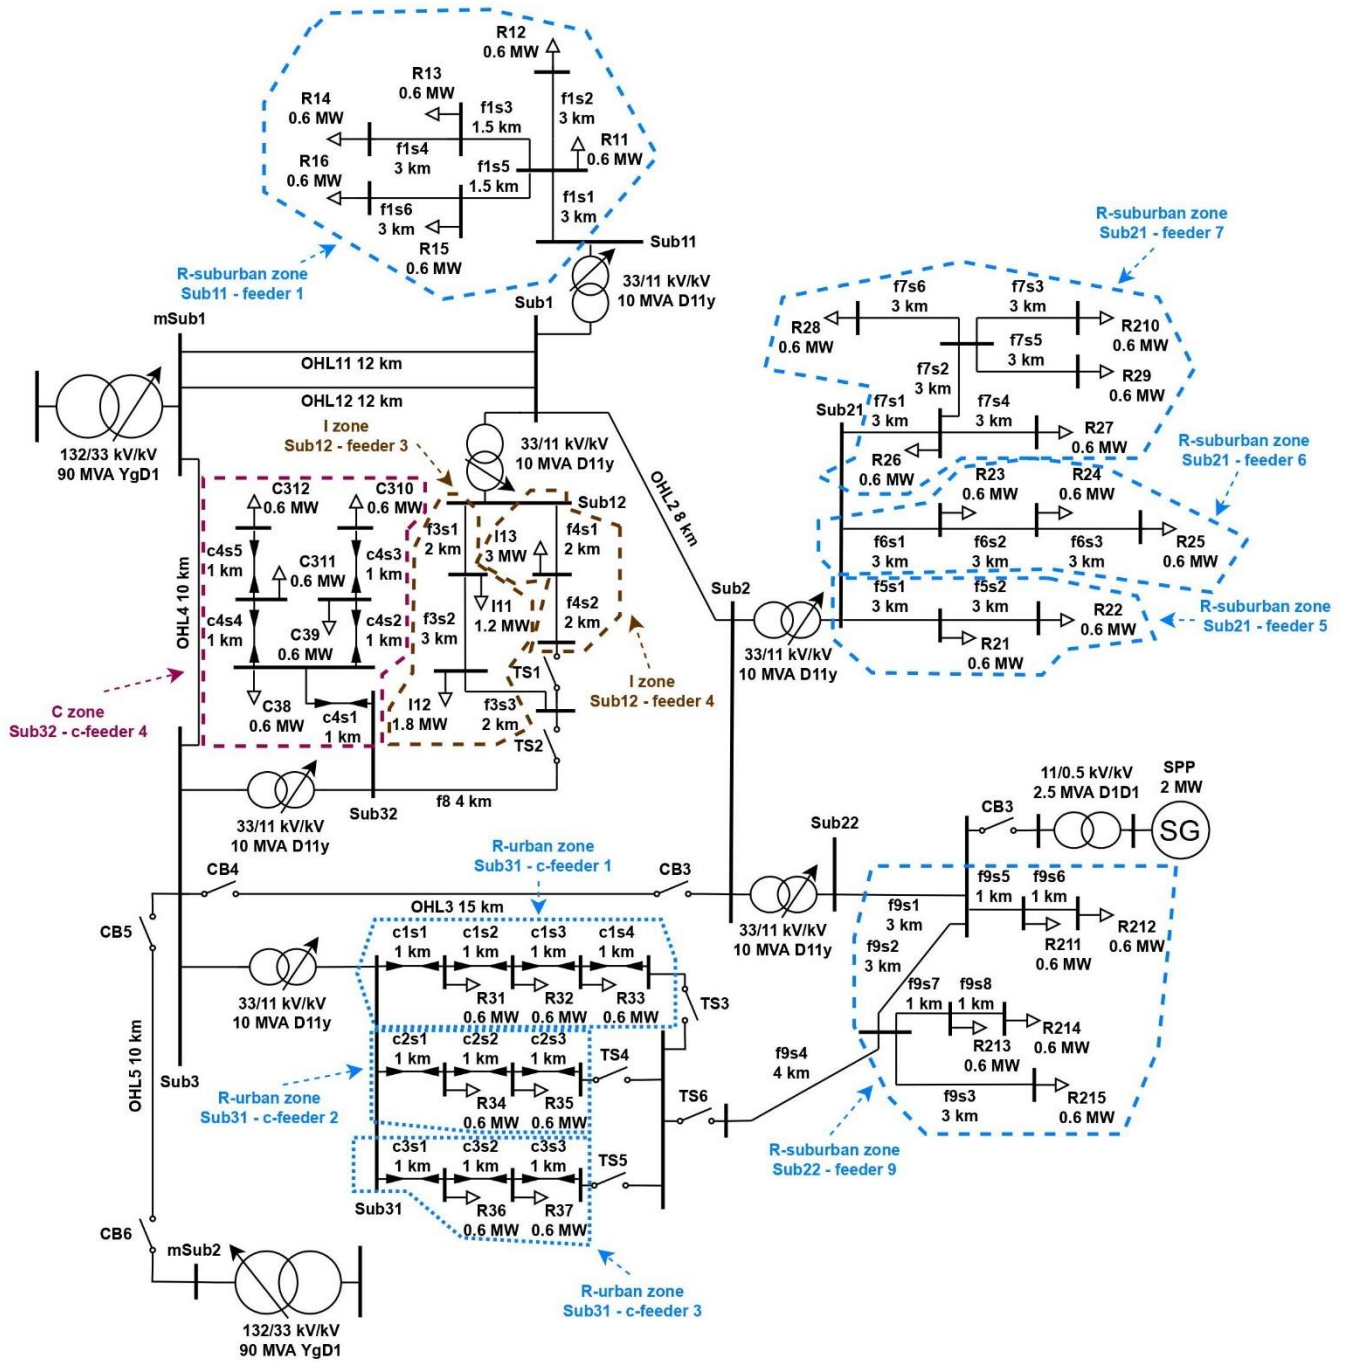 R12
0.6 MW
R13
0.6 MW
R14
0.6 MW
f1s3
1.5 km
f1s2
3 km
R11
0.6 MW
f1s4
3 km
R16
0.6 MW
f1s5
1.5 km
f1s6
3 km
f1s1
3 km
R15
0.6 MW
Sub11
R-suburban zone
Sub11 - feeder 1
33/11 kV/kV
10 MVA D11y
Sub1
mSub1
OHL11 12 km
OHL12 12 km
132/33 kV/kV
90 MVA YgD1
I zone
Sub12 - feeder 3
33/11 kV/kV
10 MVA D11y
Sub12
OHL2 8 km
OHL4 10 km
C312
0.6 MW
C310
0.6 MW
c4s5
1 km
C311
0.6 MW
c4s3
1 km
c4s4
1 km
C39
0.6 MW
c4s2
1 km
C38
0.6 MW
c4s1
1 km
C zone
Sub32 - c-feeder 4
f3s1
2 km
I13
3 MW
f4s1
2 km
I11
1.2 MW
f3s2
3 km
f4s2
2 km
TS1
I12
1.8 MW
f3s3
2 km
TS2
I zone
Sub12 - feeder 4
Sub32
f8 4 km
33/11 kV/kV
10 MVA D11y
R-suburban zone
Sub21 - feeder 7
f7s6
3 km
f7s3
3 km
R28
0.6 MW
R210
0.6 MW
f7s5
3 km
f7s2
3 km
R29
0.6 MW
Sub21
f7s1
3 km
f7s4
3 km
R27
0.6 MW
R26
0.6 MW
R-suburban zone
Sub21 - feeder 6
R23
0.6 MW
R24
0.6 MW
f6s1
3 km
f6s2
3 km
f6s3
3 km
R25
0.6 MW
Sub2
f5s1
3 km
f5s2
3 km
R22
0.6 MW
R21
0.6 MW
R-suburban zone
Sub21 - feeder 5
33/11 kV/kV
10 MVA D11y
11/0.5 kV/kV
2.5 MVA D1D1
SPP
2 MW
SG
CB3
Sub22
33/11 kV/kV
10 MVA D11y
f9s1
3 km
f9s5
1 km
f9s6
1 km
R212
0.6 MW
R211
0.6 MW
f9s2
3 km
f9s7
1 km
f9s8
1 km
R214
0.6 MW
R213
0.6 MW
f9s3
3 km
R215
0.6 MW
f9s4
4 km
R-suburban zone
Sub22 - feeder 9
R-urban zone
Sub31 - c-feeder 1
CB4
CB3
OHL3 15 km
CB5
33/11 kV/kV
10 MVA D11y
c1s1
1 km
c1s2
1 km
c1s3
1 km
c1s4
1 km
R31
0.6 MW
R32
0.6 MW
R33
0.6 MW
TS3
Sub3
OHL5 10 km
R-urban zone
Sub31 - c-feeder 2
c2s1
1 km
c2s2
1 km
c2s3
1 km
TS4
R34
0.6 MW
R35
0.6 MW
TS6
c3s1
1 km
c3s2
1 km
c3s3
1 km
TS5
Sub31
R36
0.6 MW
R37
0.6 MW
CB6
mSub2
132/33 kV/kV
90 MVA YgD1
R-urban zone
Sub31 - c-feeder 3